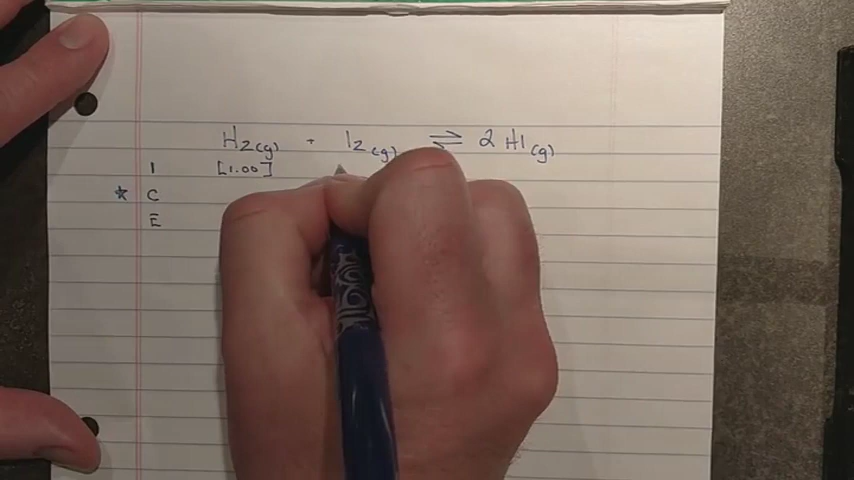 H2(g) + I2(g) ⇌ 2 HI(g)
I [1.00]
* C
E